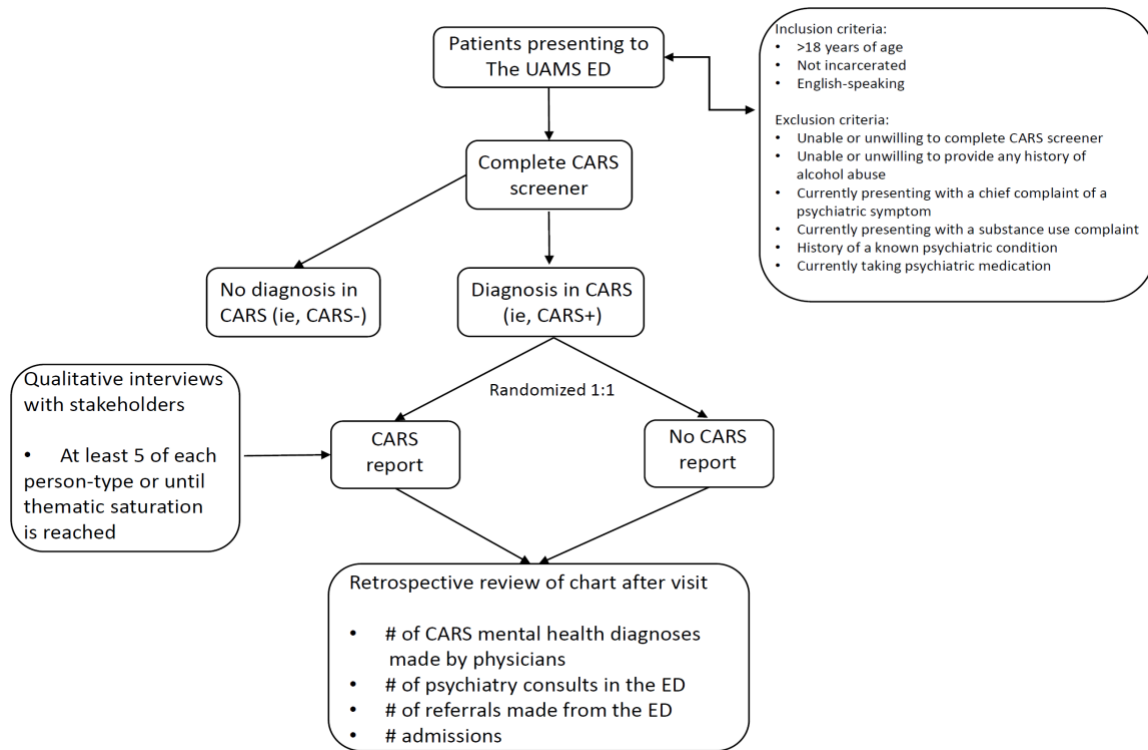 Patients presenting to
The UAMS ED
Inclusion criteria:
• >18 years of age
• Not incarcerated
• English-speaking
Exclusion criteria:
• Unable or unwilling to complete CARS screener
• Unable or unwilling to provide any history of
alcohol abuse
• Currently presenting with a chief complaint of a
psychiatric symptom
• Currently presenting with a substance use complaint
• History of a known psychiatric condition
• Currently taking psychiatric medication
Complete CARS
screener
No diagnosis in
CARS (ie, CARS-)
Diagnosis in CARS
(ie, CARS+)
Randomized 1:1
Qualitative interviews
with stakeholders
• At least 5 of each
person-type or until
thematic saturation
is reached
CARS
report
No CARS
report
Retrospective review of chart after visit
• # of CARS mental health diagnoses
made by physicians
• # of psychiatry consults in the ED
• # of referrals made from the ED
• # admissions